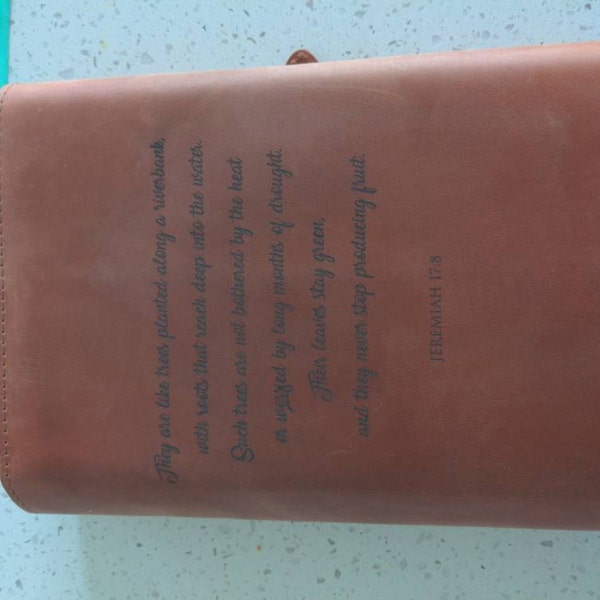 They are like trees planted along a riverbank,
with roots that reach deep into the water.
Such trees are not bothered by the heat
or worried by long months of drought.
Their leaves stay green,
and they never stop producing fruit.
JEREMIAH 17:8